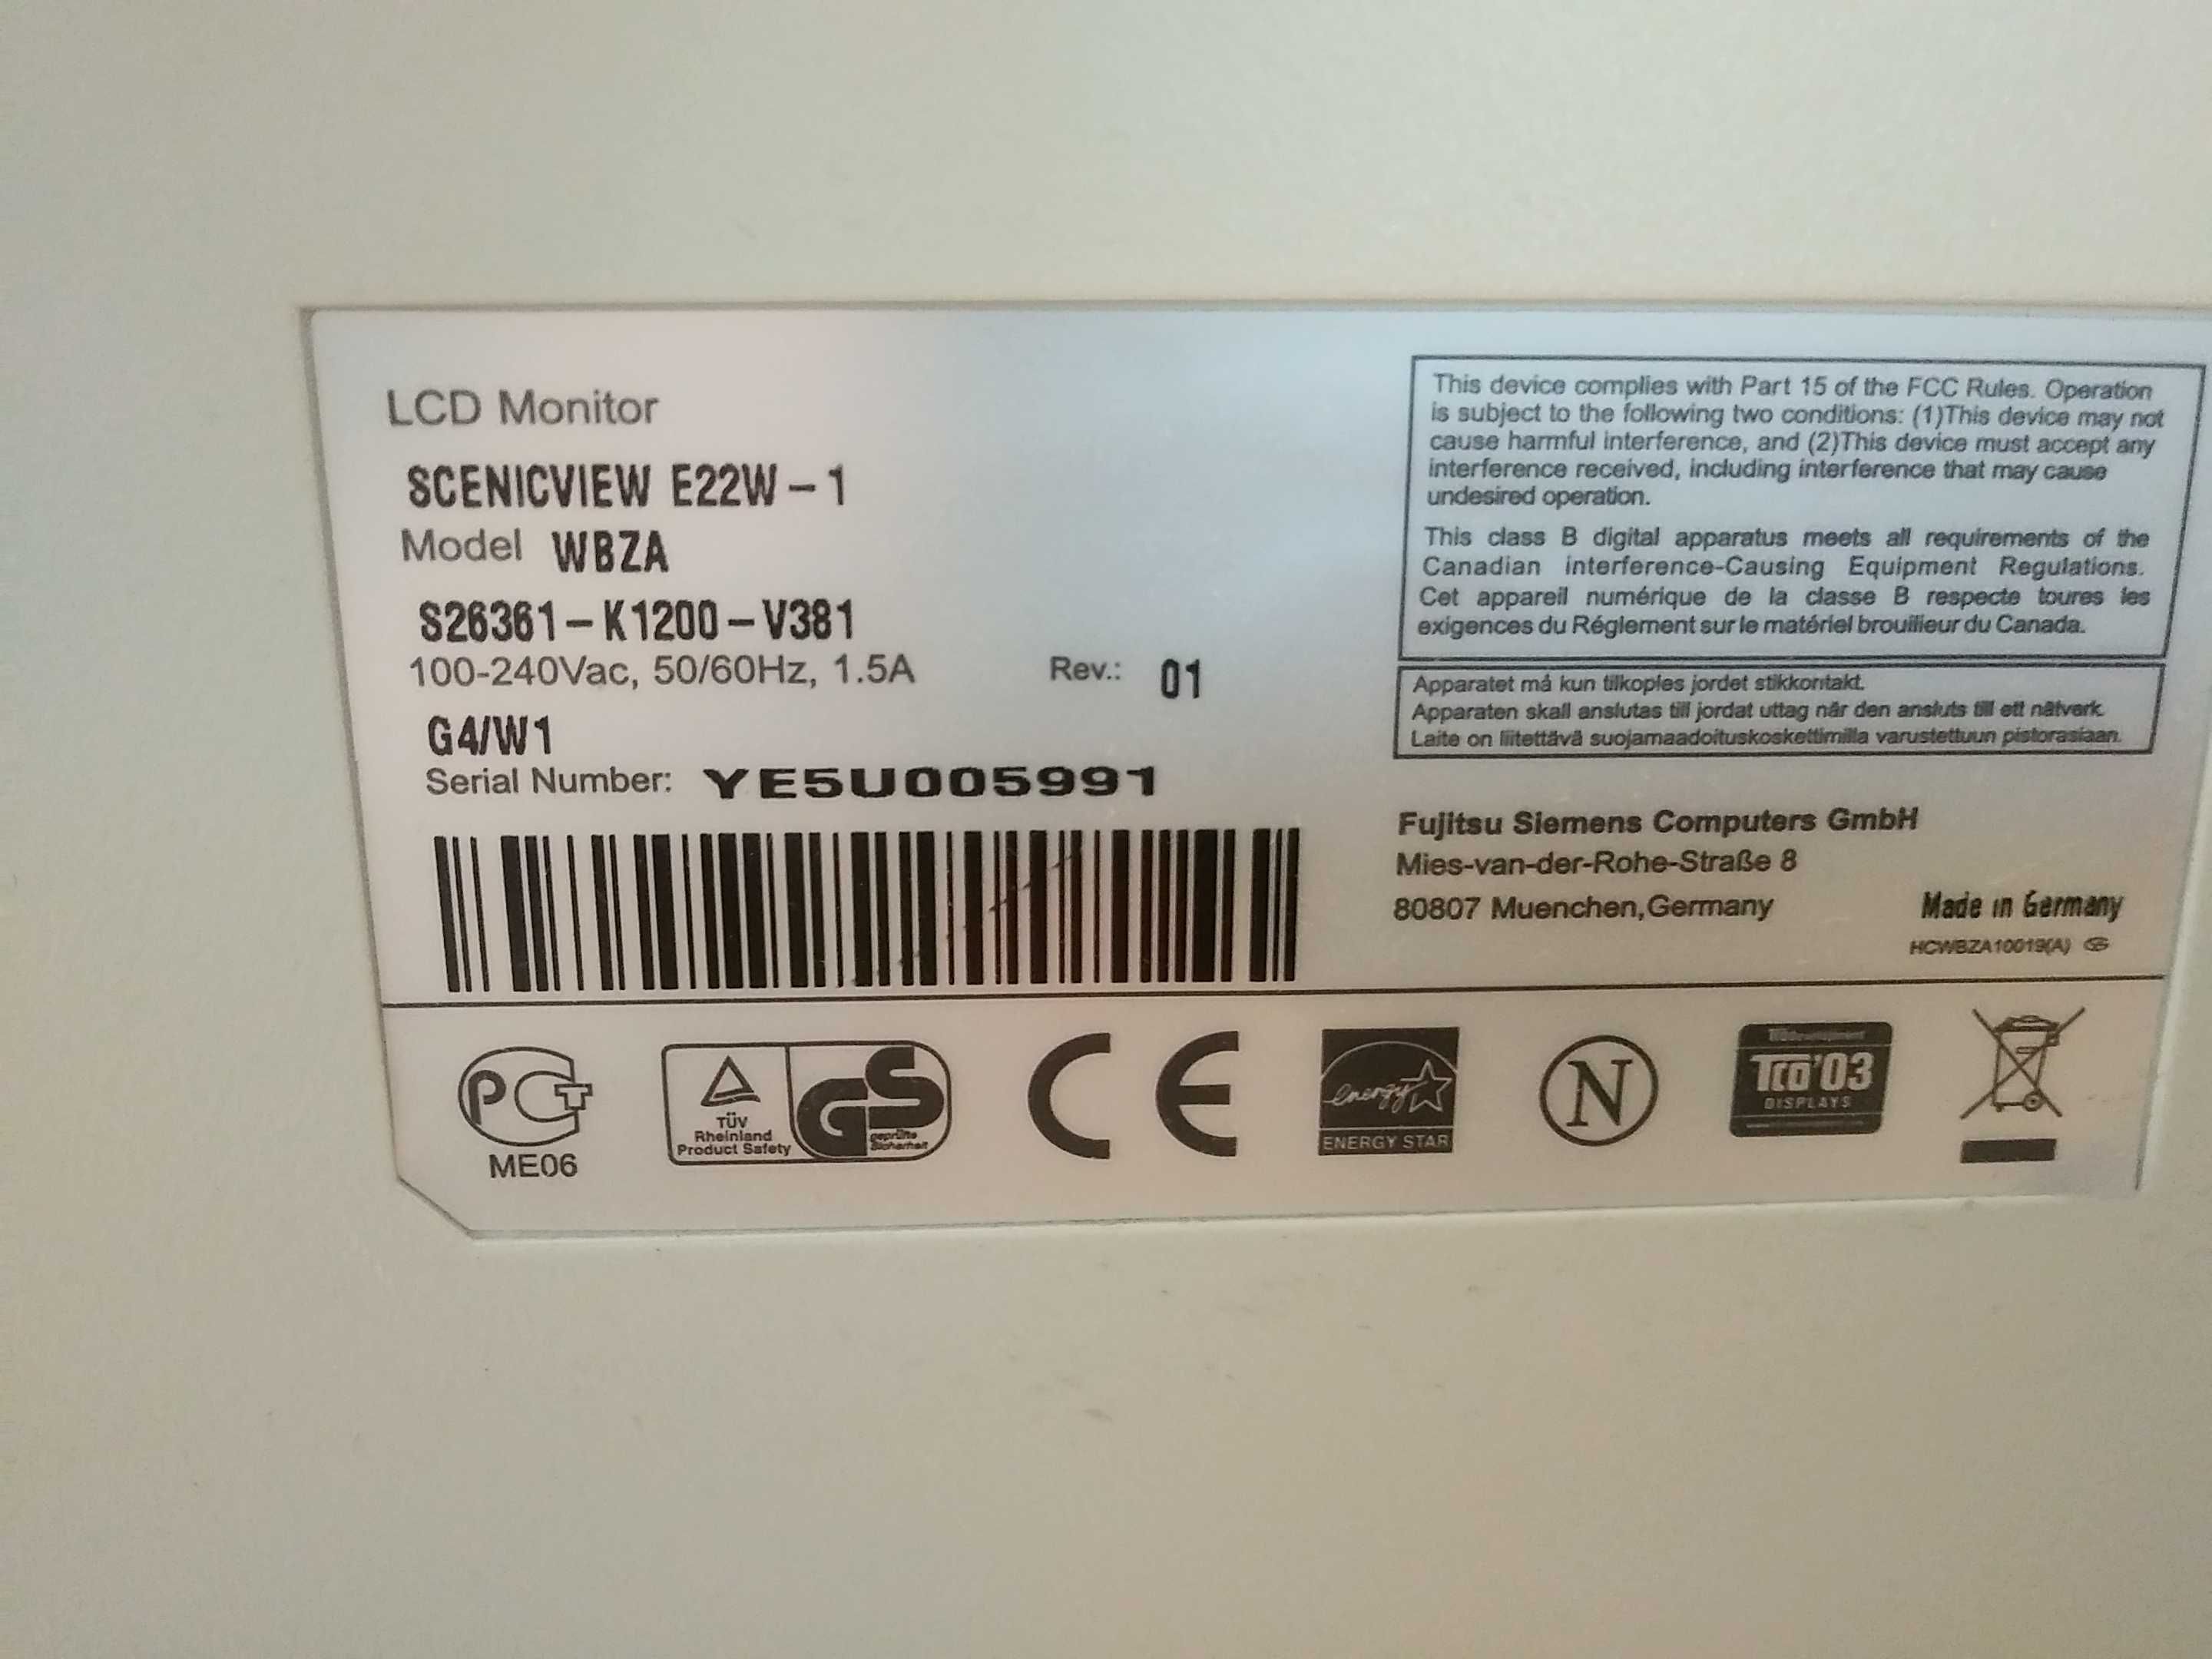 LCD Monitor
SCENICVIEW E22W-1
Model WBZA
S26361-K1200-V381
100-240Vac, 50/60Hz, 1.5A Rev.: 01
G4/W1
Serial Number: YE5U005991
This device complies with Part 15 of the FCC Rules. Operation
is subject to the following two conditions: (1)This device may not
cause harmful interference, and (2)This device must accept any
interference received, including interference that may cause
undesired operation.
This class B digital apparatus meets all requirements of the
Canadian interference-Causing Equipment Regulations.
Cet appareil numérique de la classe B respecte toures les
exigences du Réglement sur le matériel brouilieur du Canada.
Apparatet må kun tilkoples jordet stikkontakt.
Apparaten skall anslutas till jordat uttag när den ansluts till ett nätverk.
Laite on liitettävä suojamaadoituskoskettimilla varustettuun pistorasiaan.
Fujitsu Siemens Computers GmbH
Mies-van-der-Rohe-Straße 8
80807 Muenchen,Germany
Made in Germany
HCWBZA10019(A)
PCT
ME06
TÜV
Rheinland
Product Safety
GS
geprüfte
Sicherheit
CE
energy
ENERGY STAR
N
TCO'03
DISPLAYS